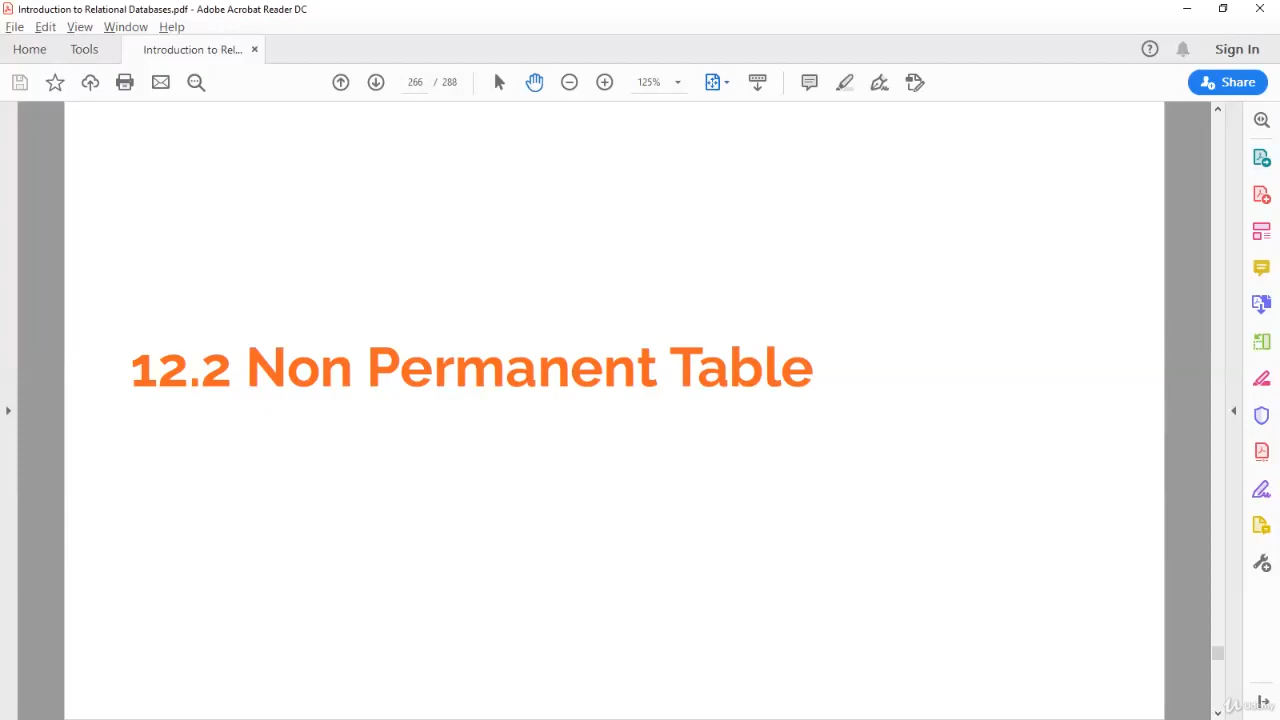 Introduction to Relational Databases.pdf - Adobe Acrobat Reader DC
File Edit View Window Help
Home Tools Introduction to Rel... Sign In
266 / 288 125% Share
12.2 Non Permanent Table
Udemy